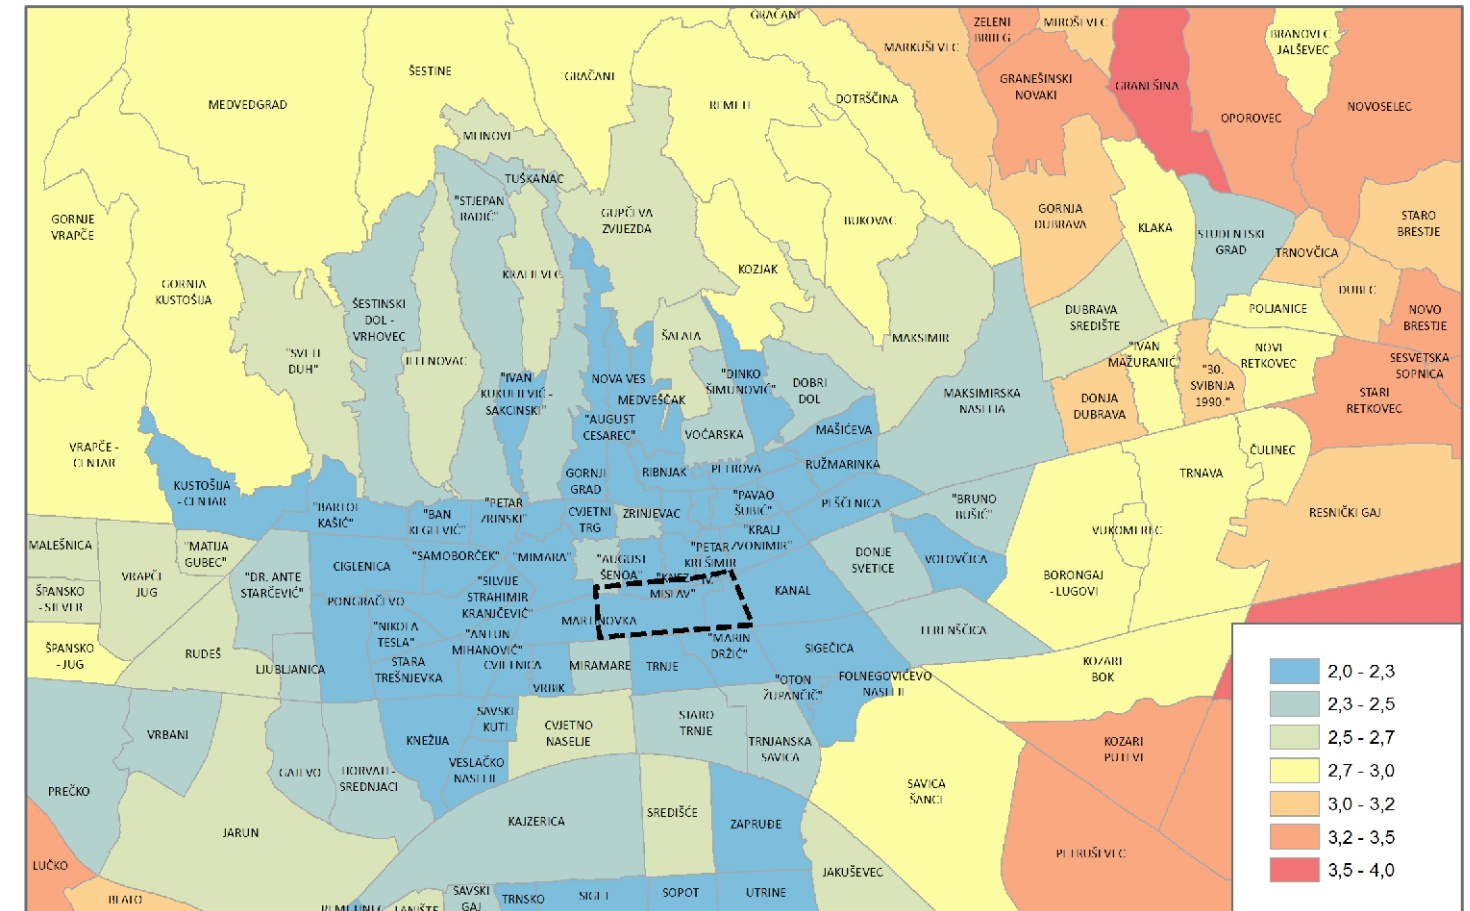 GRAČANI
ZELENI
BRIJEG
MIROŠEVEC
BRANOVEC
JALŠEVEC
MARKUŠEVEC
ŠESTINE
GRAČANI
MEDVEDGRAD
REMETE
DOTRŠČINA
GRANEŠINSKI
NOVAKI
GRANEŠINA
OPOROVEC
NOVOSELEC
MLINOVI
TUŠKANAC
"STJEPAN
RADIĆ"
GUPČEVA
ZVIJEZDA
BUKOVAC
GORNJA
DUBRAVA
KLAKA
STUDENTSKI
GRAD
TRNOVČICA
STARO
BRESTJE
GORNJE
VRAPČE
GORNJA
KUSTOŠIJA
KRALJEVEC
KOZJAK
DUBEC
ŠESTINSKI
DOL -
VRHOVEC
ŠALATA
MAKSIMIR
DUBRAVA
SREDIŠTE
POLJANICE
NOVO
BRESTJE
"SVETI
DUH"
JELENOVAC
"IVAN
MAŽURANIĆ"
NOVI
RETKOVEC
SESVETSKA
SOPNICA
"IVAN
KUKULJEVIĆ -
SAKCINSKI"
NOVA VES
MEDVEŠČAK
"DINKO
ŠIMUNOVIĆ"
DOBRI
DOL
MAKSIMIRSKA
NASELJA
DONJA
DUBRAVA
"30.
SVIBNJA
1990."
STARI
RETKOVEC
"AUGUST
CESAREC"
VOĆARSKA
MAŠIĆEVA
VRAPČE -
CENTAR
KUSTOŠIJA
- CENTAR
GORNJI
GRAD
RIBNJAK
PETROVA
RUŽMARINKA
TRNAVA
ČULINEC
"BARTOL
KAŠIĆ"
"BAN
KEGLEVIĆ"
"PETAR
ZRINSKI"
CVJETNI
TRG
ZRINJEVAC
"PAVAO
ŠUBIĆ"
PEŠČENICA
"BRUNO
BUŠIĆ"
RESNIČKI GAJ
MALEŠNICA
"MATIJA
GUBEC"
"SAMOBORČEK"
"MIMARA"
"AUGUST
ŠENOA"
"PETAR
KREŠIMIR
IV."
"KRALJ
ZVONIMIR"
DONJE
SVETICE
VOLOVČICA
VUKOMEREC
VRAPČE
JUG
"DR. ANTE
STARČEVIĆ"
CIGLENICA
"KNEZ
MISLAV"
KANAL
BORONGAJ
- LUGOVI
ŠPANSKO
- SILVER
PONGRAČEVO
"SILVIJE
STRAHIMIR
KRANJČEVIĆ"
MARTINOVKA
FERENŠČICA
ŠPANSKO
- JUG
RUDEŠ
LJUBLJANICA
"NIKOLA
TESLA"
"ANTUN
MIHANOVIĆ"
"MARIN
DRŽIĆ"
SIGEČICA
STARA
TREŠNJEVKA
CVJETNICA
MIRAMARE
TRNJE
KOZARI
BOK
VRBIK
"OTON
ŽUPANČIČ"
FOLNEGOVIĆEVO
NASELJE
2,0 - 2,3
VRBANI
KNEŽIJA
SAVSKI
KUTI
CVJETNO
NASELJE
STARO
TRNJE
TRNJANSKA
SAVICA
KOZARI
PUTEVI
2,3 - 2,5
2,5 - 2,7
PREČKO
GAJEVO
HORVATI -
SREDNJACI
VESLAČKO
NASELJE
SAVICA
ŠANCI
2,7 - 3,0
3,0 - 3,2
JARUN
KAJZERICA
SREDIŠĆE
ZAPRUĐE
PETRUŠEVEC
3,2 - 3,5
LUČKO
JAKUŠEVEC
3,5 - 4,0
BLATO
REMETINEC
LANIŠTE
SAVSKI
GAJ
TRNSKO
SIGET
SOPOT
UTRINE